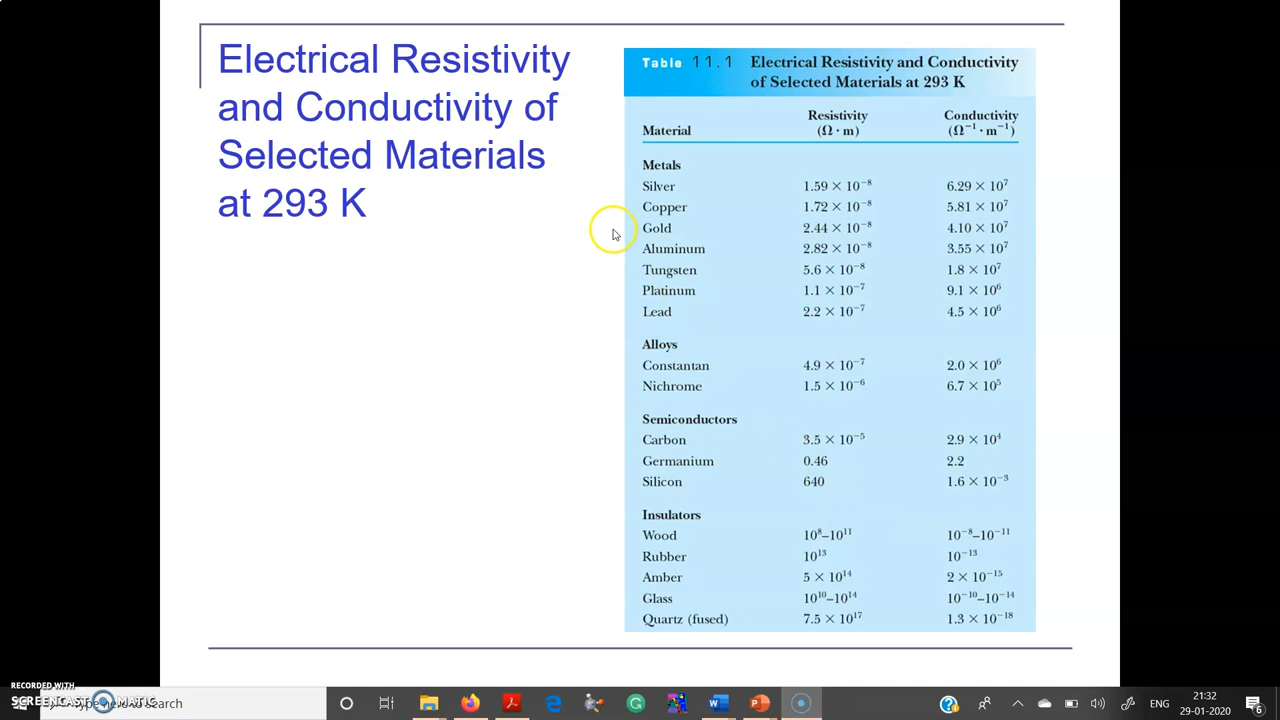 Electrical Resistivity
and Conductivity of
Selected Materials
at 293 K
Table 11.1 Electrical Resistivity and Conductivity
of Selected Materials at 293 K
Resistivity Conductivity
Material (Ω · m) (Ω⁻¹ · m⁻¹)
Metals
Silver 1.59 × 10⁻⁸ 6.29 × 10⁷
Copper 1.72 × 10⁻⁸ 5.81 × 10⁷
Gold 2.44 × 10⁻⁸ 4.10 × 10⁷
Aluminum 2.82 × 10⁻⁸ 3.55 × 10⁷
Tungsten 5.6 × 10⁻⁸ 1.8 × 10⁷
Platinum 1.1 × 10⁻⁷ 9.1 × 10⁶
Lead 2.2 × 10⁻⁷ 4.5 × 10⁶
Alloys
Constantan 4.9 × 10⁻⁷ 2.0 × 10⁶
Nichrome 1.5 × 10⁻⁶ 6.7 × 10⁵
Semiconductors
Carbon 3.5 × 10⁻⁵ 2.9 × 10⁴
Germanium 0.46 2.2
Silicon 640 1.6 × 10⁻³
Insulators
Wood 10⁸–10¹¹ 10⁻⁸–10⁻¹¹
Rubber 10¹³ 10⁻¹³
Amber 5 × 10¹⁴ 2 × 10⁻¹⁵
Glass 10¹⁰–10¹⁴ 10⁻¹⁰–10⁻¹⁴
Quartz (fused) 7.5 × 10¹⁷ 1.3 × 10⁻¹⁸
RECORDED WITH
SCREENCAST MATIC
search
ENG
21:32
29-01-2020
6